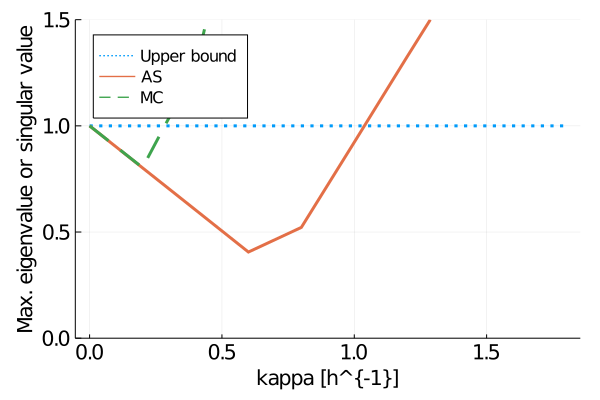 1.5
1.0
0.5
0.0
Max. eigenvalue or singular value
Upper bound
AS
MC
0.0 0.5 1.0 1.5
kappa [h^{-1}]